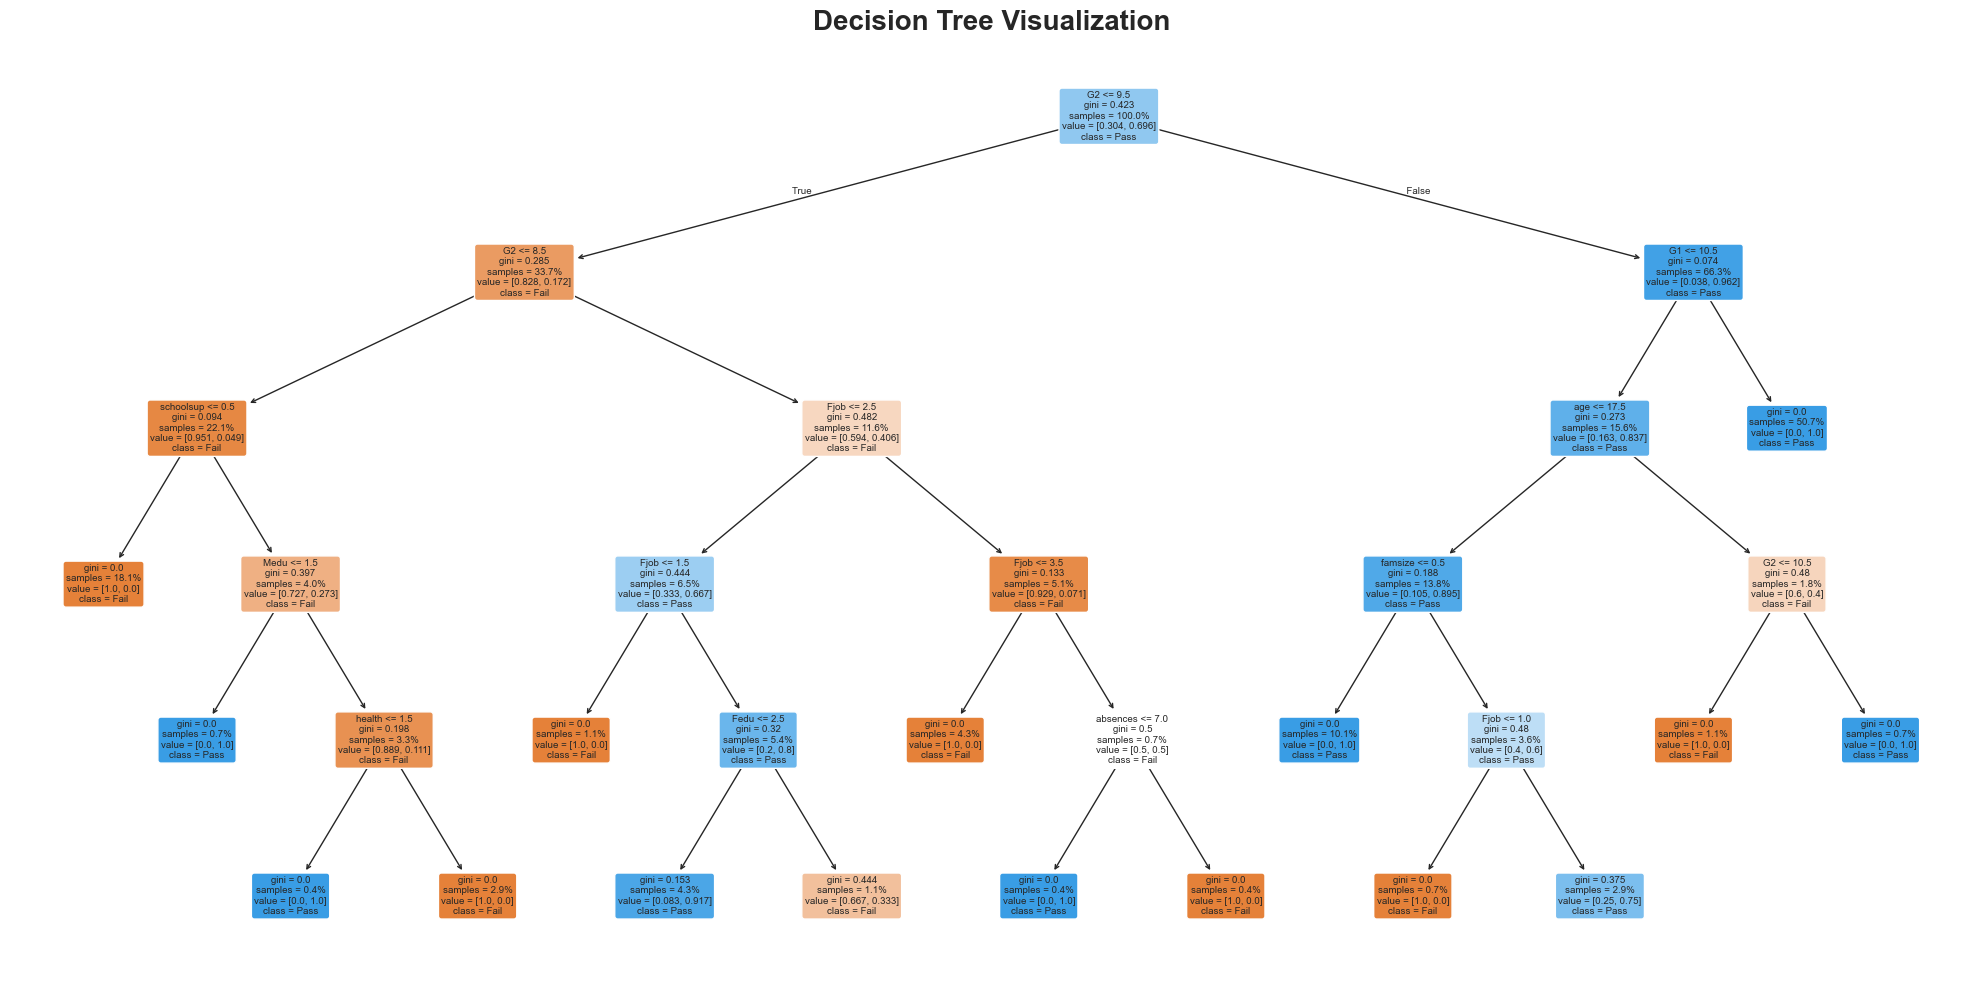 Decision Tree Visualization
G2 <= 9.5
gini = 0.423
samples = 100.0%
value = [0.304, 0.696]
class = Pass
True
False
G2 <= 8.5
gini = 0.285
samples = 33.7%
value = [0.828, 0.172]
class = Fail
G1 <= 10.5
gini = 0.074
samples = 66.3%
value = [0.038, 0.962]
class = Pass
schoolsup <= 0.5
gini = 0.094
samples = 22.1%
value = [0.951, 0.049]
class = Fail
Fjob <= 2.5
gini = 0.482
samples = 11.6%
value = [0.594, 0.406]
class = Fail
age <= 17.5
gini = 0.273
samples = 15.6%
value = [0.163, 0.837]
class = Pass
gini = 0.0
samples = 50.7%
value = [0.0, 1.0]
class = Pass
gini = 0.0
samples = 18.1%
value = [1.0, 0.0]
class = Fail
Medu <= 1.5
gini = 0.397
samples = 4.0%
value = [0.727, 0.273]
class = Fail
Fjob <= 1.5
gini = 0.444
samples = 6.5%
value = [0.333, 0.667]
class = Pass
Fjob <= 3.5
gini = 0.133
samples = 5.1%
value = [0.929, 0.071]
class = Fail
famsize <= 0.5
gini = 0.188
samples = 13.8%
value = [0.105, 0.895]
class = Pass
G2 <= 10.5
gini = 0.48
samples = 1.8%
value = [0.6, 0.4]
class = Fail
gini = 0.0
samples = 0.7%
value = [0.0, 1.0]
class = Pass
health <= 1.5
gini = 0.198
samples = 3.3%
value = [0.889, 0.111]
class = Fail
gini = 0.0
samples = 1.1%
value = [1.0, 0.0]
class = Fail
Fedu <= 2.5
gini = 0.32
samples = 5.4%
value = [0.2, 0.8]
class = Pass
gini = 0.0
samples = 4.3%
value = [1.0, 0.0]
class = Fail
absences <= 7.0
gini = 0.5
samples = 0.7%
value = [0.5, 0.5]
class = Fail
gini = 0.0
samples = 10.1%
value = [0.0, 1.0]
class = Pass
Fjob <= 1.0
gini = 0.48
samples = 3.6%
value = [0.4, 0.6]
class = Pass
gini = 0.0
samples = 1.1%
value = [1.0, 0.0]
class = Fail
gini = 0.0
samples = 0.7%
value = [0.0, 1.0]
class = Pass
gini = 0.0
samples = 0.4%
value = [0.0, 1.0]
class = Pass
gini = 0.0
samples = 2.9%
value = [1.0, 0.0]
class = Fail
gini = 0.153
samples = 4.3%
value = [0.083, 0.917]
class = Pass
gini = 0.444
samples = 1.1%
value = [0.667, 0.333]
class = Fail
gini = 0.0
samples = 0.4%
value = [0.0, 1.0]
class = Pass
gini = 0.0
samples = 0.4%
value = [1.0, 0.0]
class = Fail
gini = 0.0
samples = 0.7%
value = [1.0, 0.0]
class = Fail
gini = 0.375
samples = 2.9%
value = [0.25, 0.75]
class = Pass